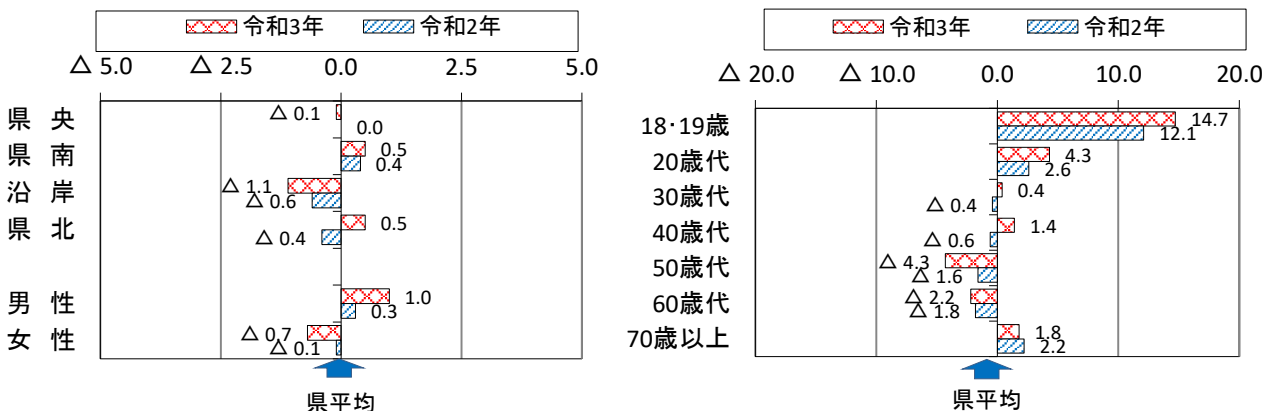 令和3年 令和2年
△ 5.0 △ 2.5 0.0 2.5 5.0
県 央 △ 0.1
0.0
県 南 0.5
0.4
沿 岸 △ 1.1
△ 0.6
県 北 0.5
△ 0.4
男 性 1.0
0.3
女 性 △ 0.7
△ 0.1
県平均
令和3年 令和2年
△ 20.0 △ 10.0 0.0 10.0 20.0
18･19歳 14.7
12.1
20歳代 4.3
2.6
30歳代 0.4
△ 0.4
40歳代 1.4
△ 0.6
50歳代 △ 4.3
△ 1.6
60歳代 △ 2.2
△ 1.8
70歳以上 1.8
2.2
県平均